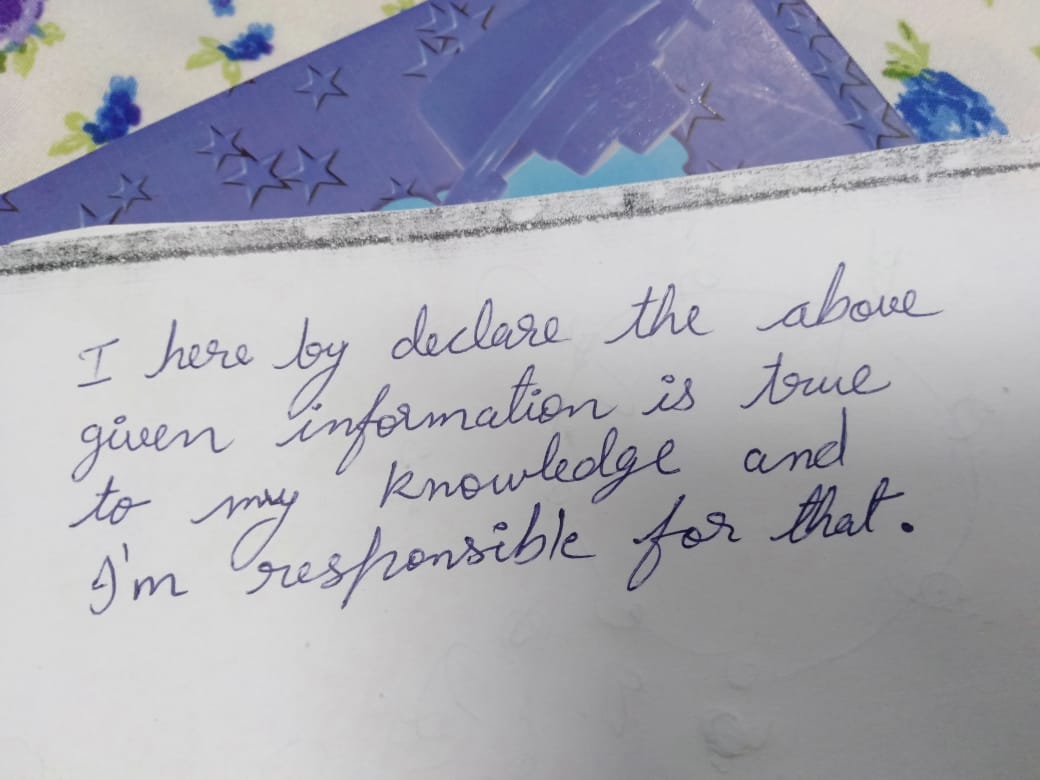 I here by declare the above
given information is true
to my knowledge and
I'm responsible for that.